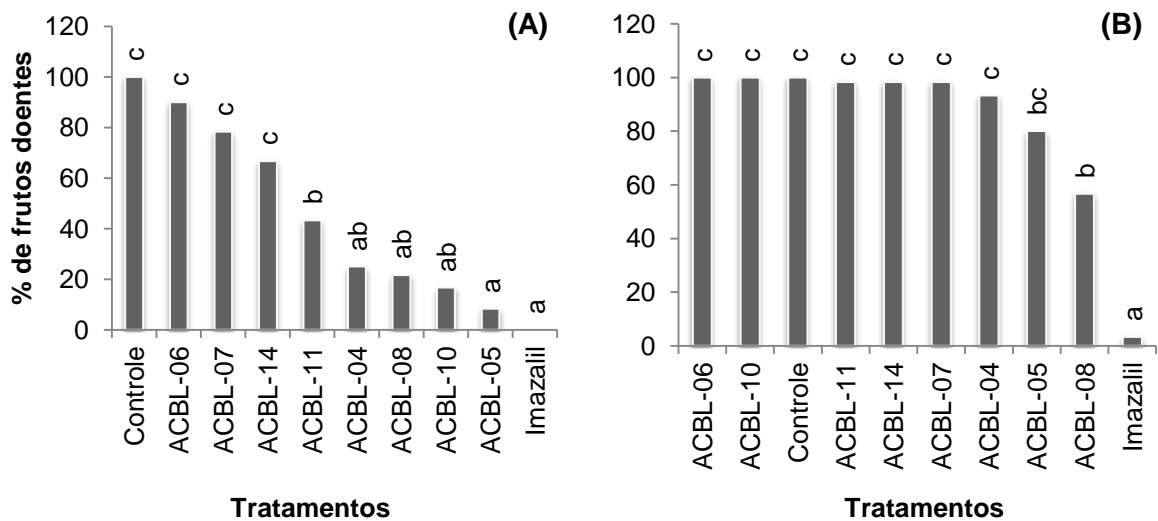 (A)
% de frutos doentes
120
100
80
60
40
20
0
c
c
c
c
b
ab
ab
ab
a
a
Controle
ACBL-06
ACBL-07
ACBL-14
ACBL-11
ACBL-04
ACBL-08
ACBL-10
ACBL-05
Imazalil
Tratamentos
(B)
120
100
80
60
40
20
0
c
c
c
c
c
c
c
bc
b
a
ACBL-06
ACBL-10
Controle
ACBL-11
ACBL-14
ACBL-07
ACBL-04
ACBL-05
ACBL-08
Imazalil
Tratamentos